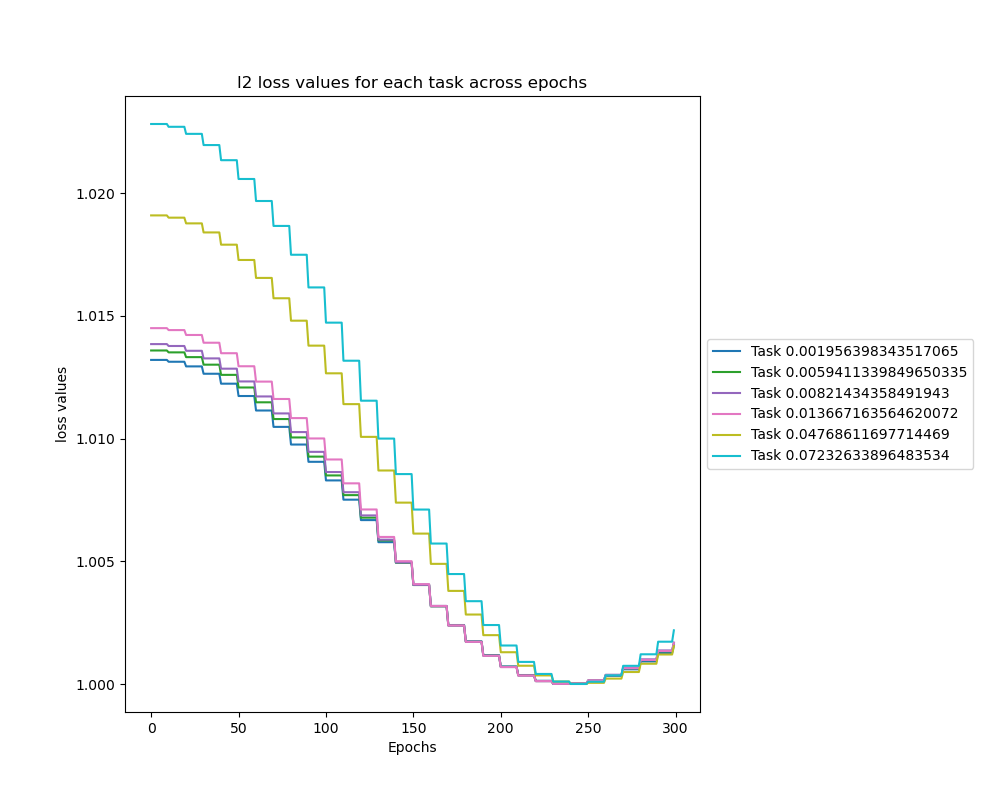 l2 loss values for each task across epochs
loss values
1.020
1.015
1.010
1.005
1.000
0 50 100 150 200 250 300
Epochs
Task 0.001956398343517065
Task 0.0059411339849650335
Task 0.00821434358491943
Task 0.013667163564620072
Task 0.04768611697714469
Task 0.07232633896483534